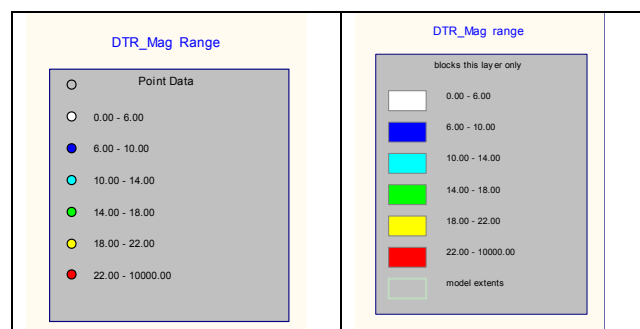 DTR_Mag Range
Point Data
0.00 - 6.00
6.00 - 10.00
10.00 - 14.00
14.00 - 18.00
18.00 - 22.00
22.00 - 10000.00
DTR_Mag range
blocks this layer only
0.00 - 6.00
6.00 - 10.00
10.00 - 14.00
14.00 - 18.00
18.00 - 22.00
22.00 - 10000.00
model extents